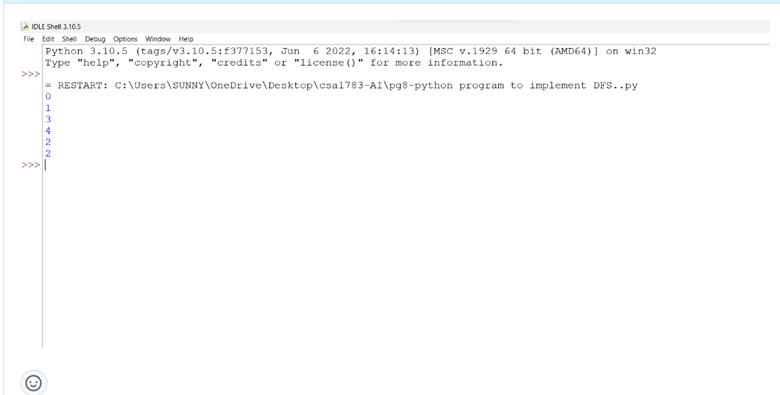 IDLE Shell 3.10.5
File Edit Shell Debug Options Window Help
Python 3.10.5 (tags/v3.10.5:f377153, Jun  6 2022, 16:14:13) [MSC v.1929 64 bit (AMD64)] on win32
Type "help", "copyright", "credits" or "license()" for more information.
>>>
= RESTART: C:\Users\SUNNY\OneDrive\Desktop\csa1783-AI\pg8-python program to implement DFS..py
0
1
3
4
2
2
>>>